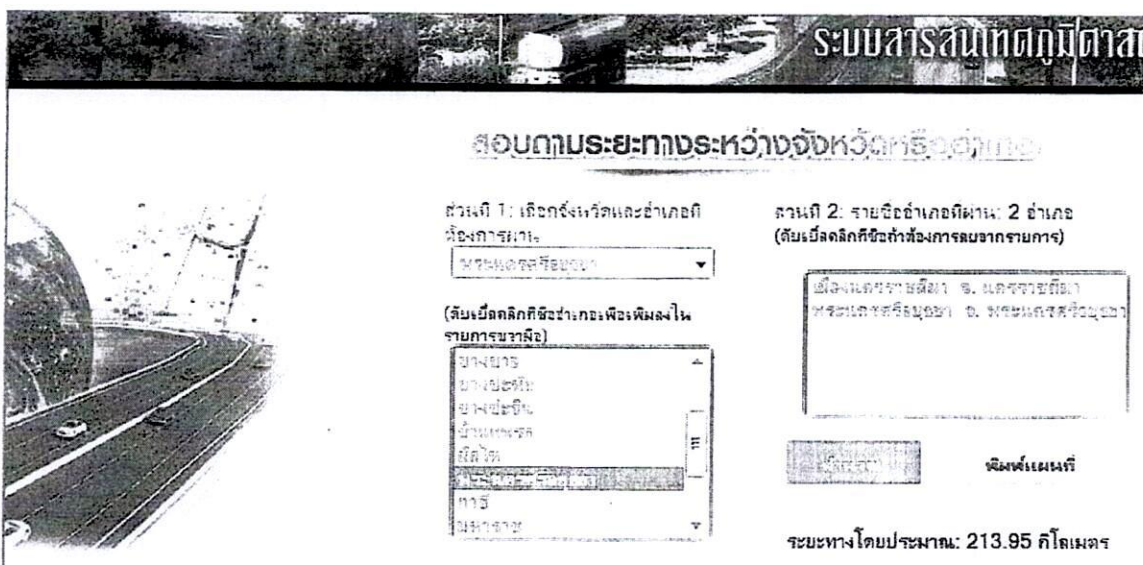 ระบบสารสนเทศภูมิศาสต
สอบถามระยะทางระหว่างจังหวัดหรืออำเภอ
ส่วนที่ 1: เลือกจังหวัดและอำเภอที่
ต้องการผ่าน
พระนครศรีอยุธยา
(ดับเบิ้ลคลิกที่ชื่ออำเภอเพื่อเพิ่มลงใน
รายการขวามือ)
บางบาล
บางปะหัน
บางปะอิน
บ้านแพรก
ผักไห่
พระนครศรีอยุธยา
ภาชี
มหาราช
ส่วนที่ 2: รายชื่ออำเภอที่ผ่าน: 2 อำเภอ
(ดับเบิ้ลคลิกที่ชื่อถ้าต้องการลบจากรายการ)
เมืองนครราชสีมา จ. นครราชสีมา
พระนครศรีอยุธยา จ. พระนครศรีอยุธยา
พิมพ์แผนที่
ระยะทางโดยประมาณ: 213.95 กิโลเมตร